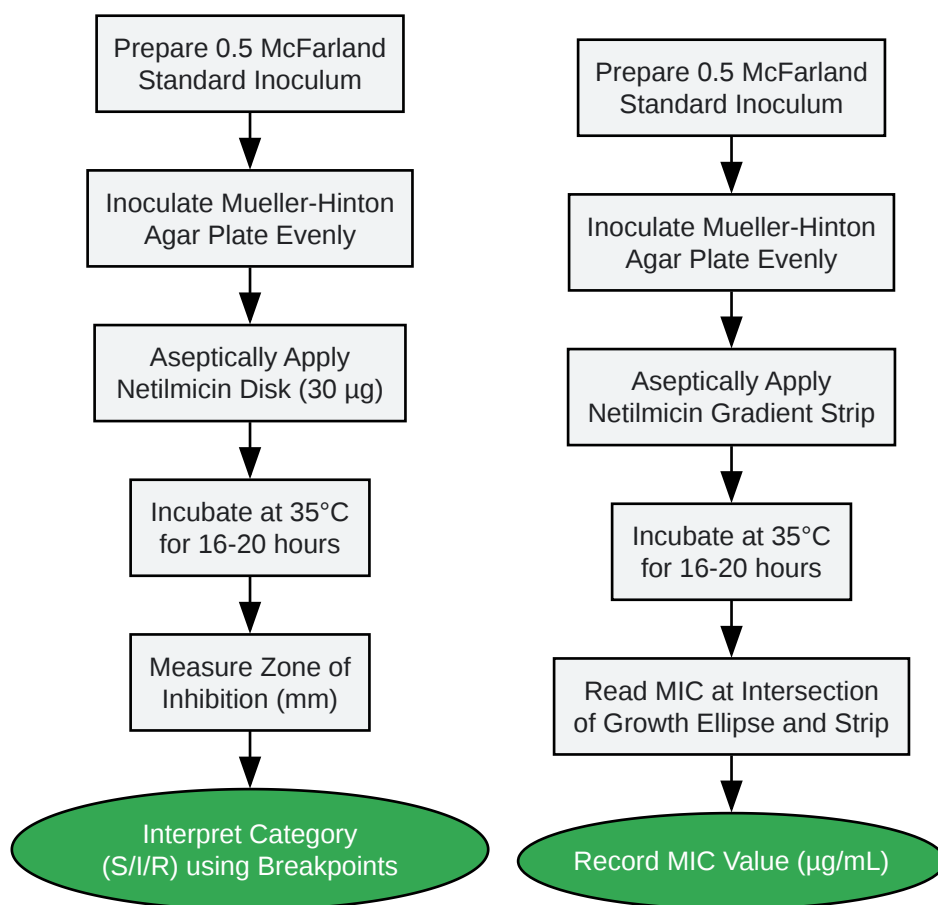 Prepare 0.5 McFarland
Standard Inoculum
Inoculate Mueller-Hinton
Agar Plate Evenly
Aseptically Apply
Netilmicin Disk (30 µg)
Incubate at 35°C
for 16-20 hours
Measure Zone of
Inhibition (mm)
Interpret Category
(S/I/R) using Breakpoints
Prepare 0.5 McFarland
Standard Inoculum
Inoculate Mueller-Hinton
Agar Plate Evenly
Aseptically Apply
Netilmicin Gradient Strip
Incubate at 35°C
for 16-20 hours
Read MIC at Intersection
of Growth Ellipse and Strip
Record MIC Value (µg/mL)